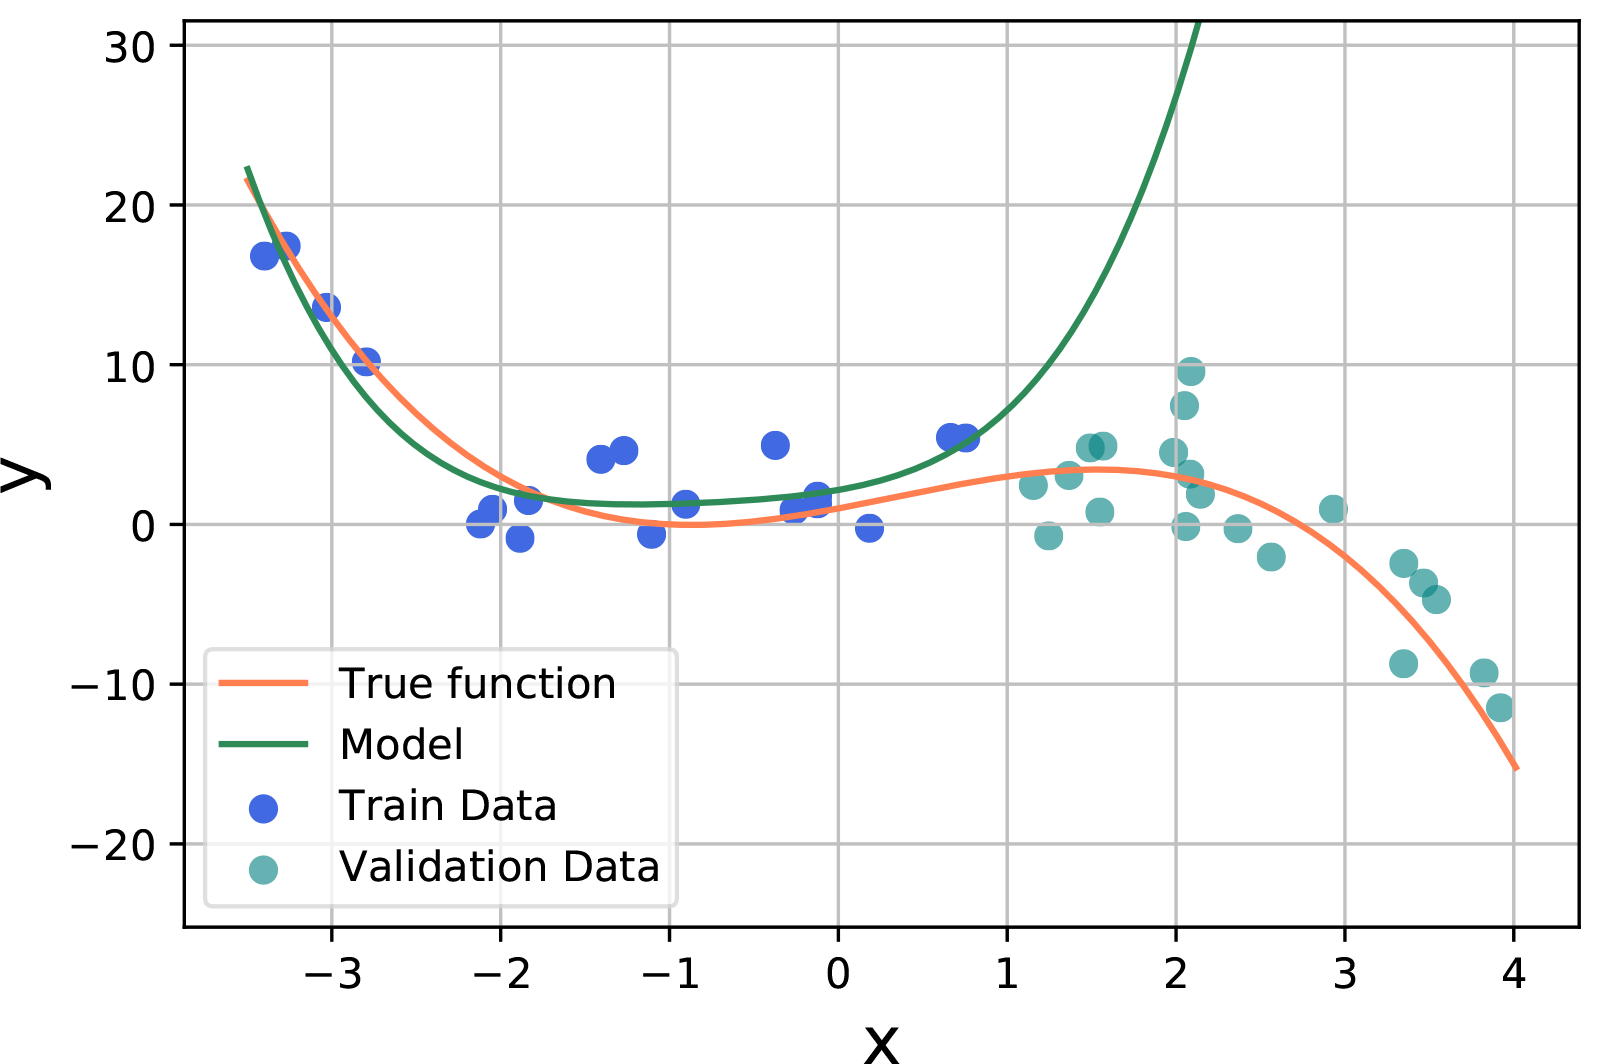 30
20
10
0
−10
−20
y
True function
Model
Train Data
Validation Data
−3 −2 −1 0 1 2 3 4
x